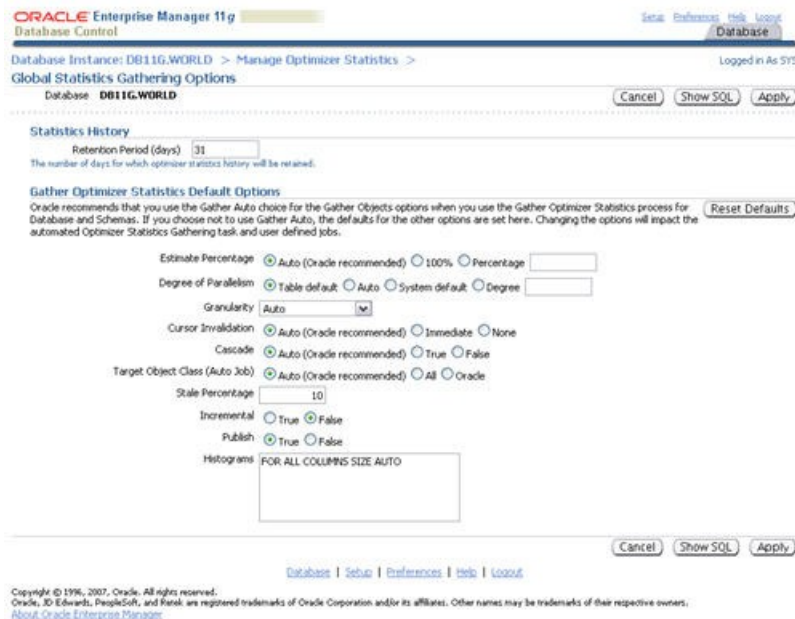 ORACLE Enterprise Manager 11g
Database Control
Setup Preferences Help Logout
Database
Database Instance: DB11G.WORLD > Manage Optimizer Statistics >
Logged in As SYS
Global Statistics Gathering Options
Database DB11G.WORLD
Cancel Show SQL Apply
Statistics History
Retention Period (days) 31
The number of days for which optimizer statistics history will be retained.
Gather Optimizer Statistics Default Options
Oracle recommends that you use the Gather Auto choice for the Gather Objects options when you use the Gather Optimizer Statistics process for
Database and Schemas. If you choose not to use Gather Auto, the defaults for the other options are set here. Changing the options will impact the
automated Optimizer Statistics Gathering task and user defined jobs.
Reset Defaults
Estimate Percentage Auto (Oracle recommended) 100% Percentage
Degree of Parallelism Table default Auto System default Degree
Granularity Auto
Cursor Invalidation Auto (Oracle recommended) Immediate None
Cascade Auto (Oracle recommended) True False
Target Object Class (Auto Job) Auto (Oracle recommended) All Oracle
Stale Percentage 10
Incremental True False
Publish True False
Histograms FOR ALL COLUMNS SIZE AUTO
Cancel Show SQL Apply
Database | Setup | Preferences | Help | Logout
Copyright © 1996, 2007, Oracle. All rights reserved.
Oracle, JD Edwards, PeopleSoft, and Retek are registered trademarks of Oracle Corporation and/or its affiliates. Other names may be trademarks of their respective owners.
About Oracle Enterprise Manager